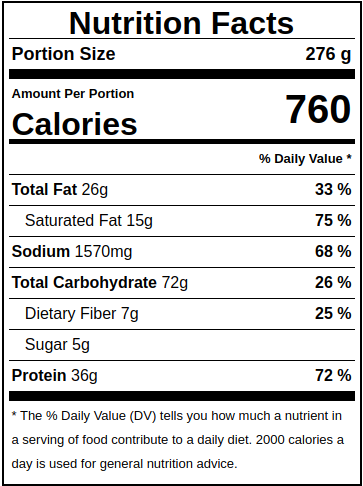 Nutrition Facts
Portion Size 276 g
Amount Per Portion
Calories 760
% Daily Value *
Total Fat 26g 33 %
Saturated Fat 15g 75 %
Sodium 1570mg 68 %
Total Carbohydrate 72g 26 %
Dietary Fiber 7g 25 %
Sugar 5g
Protein 36g 72 %
* The % Daily Value (DV) tells you how much a nutrient in
a serving of food contribute to a daily diet. 2000 calories a
day is used for general nutrition advice.